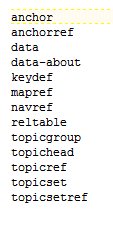 anchor
anchorref
data
data-about
keydef
mapref
navref
reltable
topicgroup
topichead
topicref
topicset
topicsetref